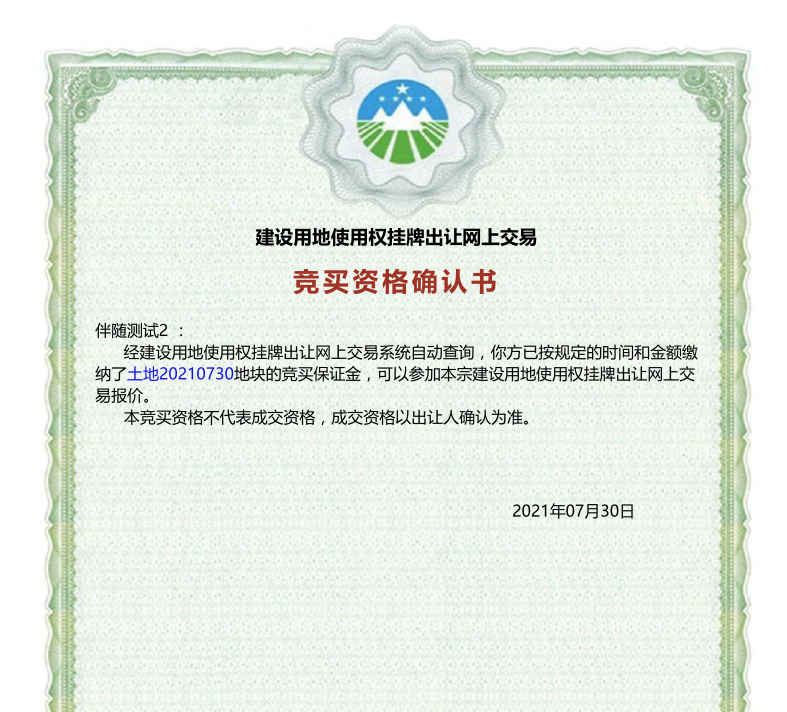 建设用地使用权挂牌出让网上交易
竞买资格确认书
伴随测试2 ：
经建设用地使用权挂牌出让网上交易系统自动查询，你方已按规定的时间和金额缴
纳了土地20210730地块的竞买保证金，可以参加本宗建设用地使用权挂牌出让网上交
易报价。
本竞买资格不代表成交资格，成交资格以出让人确认为准。
2021年07月30日